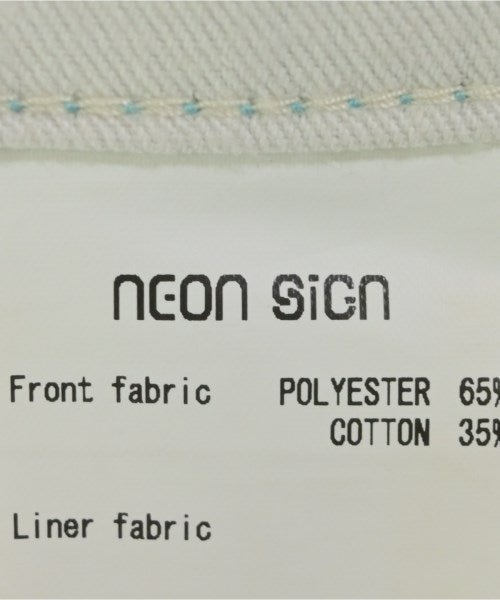 neon sign
Front fabric POLYESTER 65%
COTTON 35%
Liner fabric